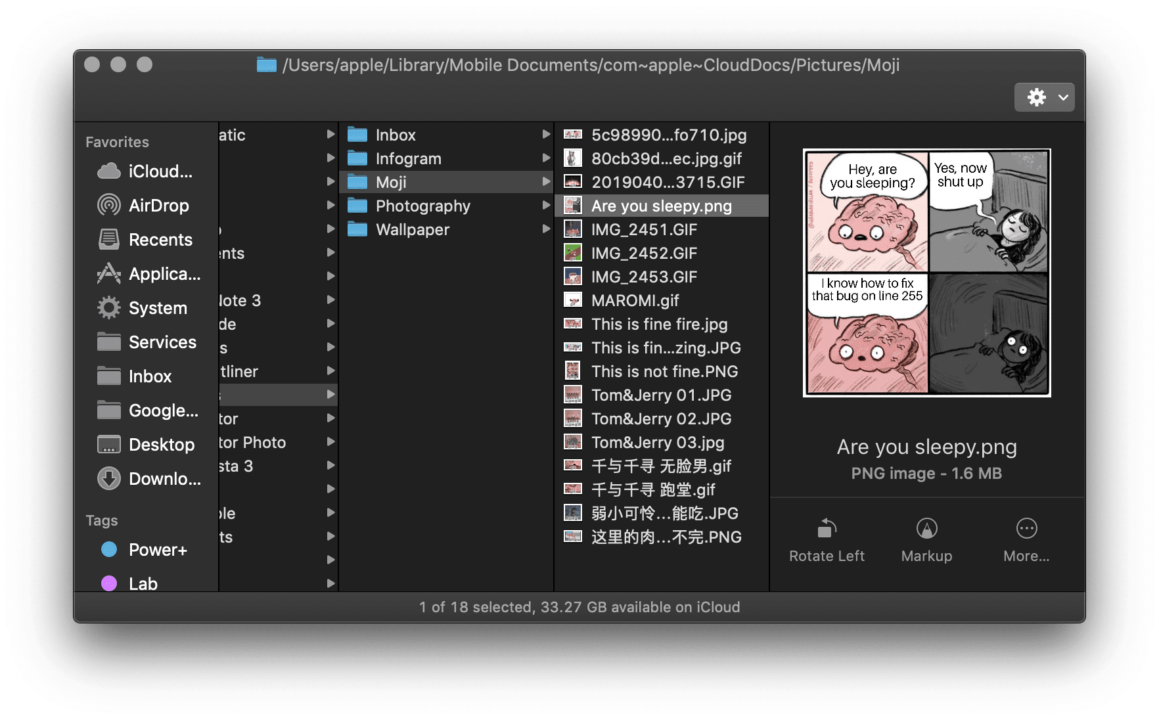 /Users/apple/Library/Mobile Documents/com~apple~CloudDocs/Pictures/Moji
Favorites
iCloud...
AirDrop
Recents
Applica...
System
Services
Inbox
Google...
Desktop
Downlo...
Tags
Power+
Lab
atic
ents
Note 3
de
s
tliner
s
tor
tor Photo
sta 3
ple
ts
Inbox
Infogram
Moji
Photography
Wallpaper
5c98990...fo710.jpg
80cb39d...ec.jpg.gif
2019040...3715.GIF
Are you sleepy.png
IMG_2451.GIF
IMG_2452.GIF
IMG_2453.GIF
MAROMI.gif
This is fine fire.jpg
This is fin...zing.JPG
This is not fine.PNG
Tom&Jerry 01.JPG
Tom&Jerry 02.JPG
Tom&Jerry 03.jpg
千与千寻 无脸男.gif
千与千寻 跑堂.gif
弱小可怜...能吃.JPG
这里的肉...不完.PNG
Hey, are
you sleeping?
Yes, now
shut up
I know how to fix
that bug on line 255
Are you sleepy.png
PNG image - 1.6 MB
Rotate Left
Markup
More...
1 of 18 selected, 33.27 GB available on iCloud